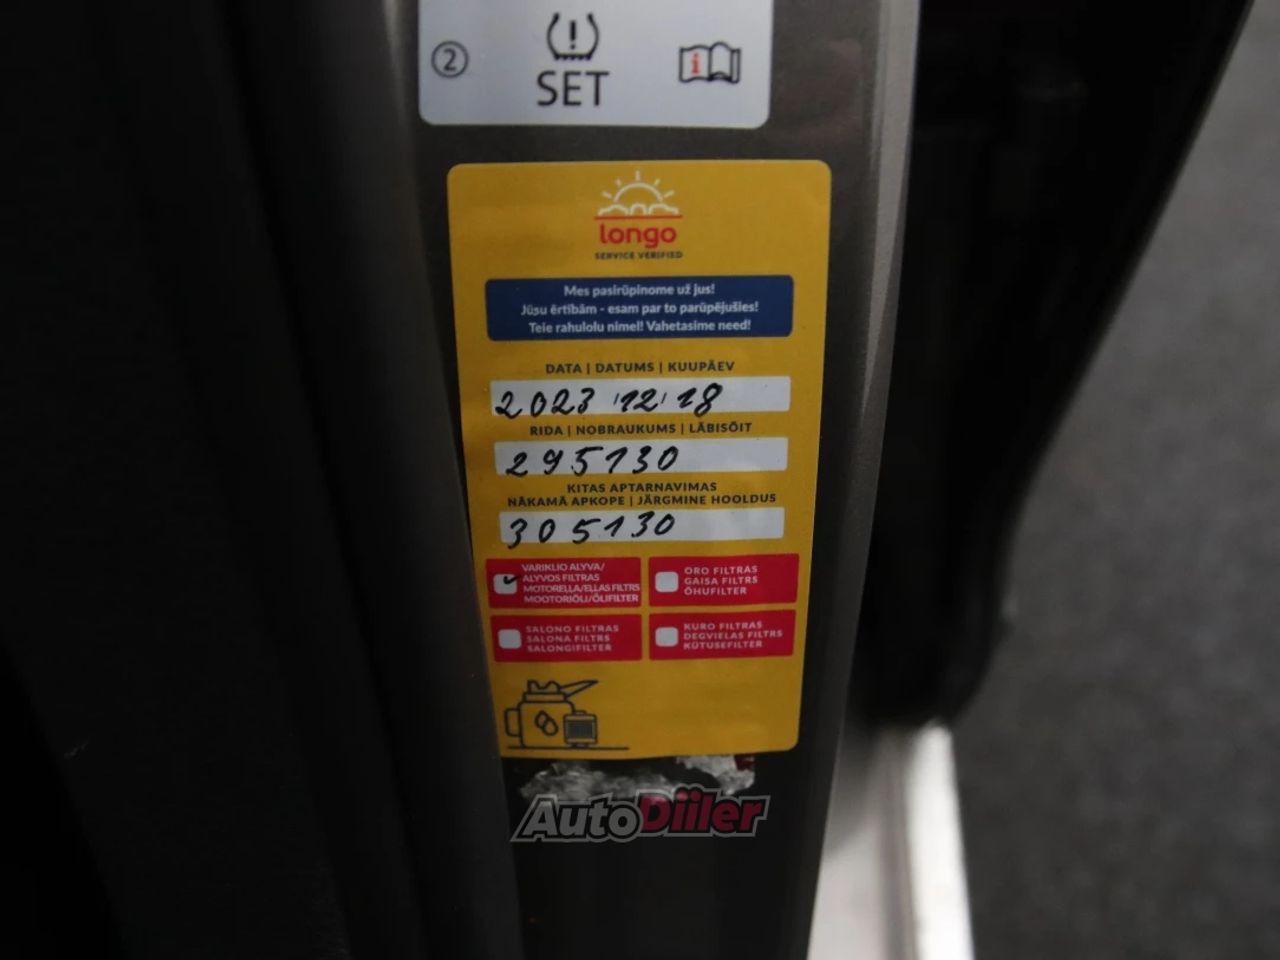 ②
SET
i
longo
SERVICE VERIFIED
Mes pasirūpinome už jus!
Jūsu ērtībām - esam par to parūpējušies!
Teie rahulolu nimel! Vahetasime need!
DATA | DATUMS | KUUPÄEV
2023 12 18
RIDA | NOBRAUKUMS | LÄBISÕIT
295130
KITAS APTARNAVIMAS
NĀKAMĀ APKOPE | JÄRGMINE HOOLDUS
305130
VARIKLIO ALYVA/
ALYVOS FILTRAS
MOTORELLA/ELLAS FILTRS
MOOTORIÕLI/ÕLIFILTER
ORO FILTRAS
GAISA FILTRS
ÕHUFILTER
SALONO FILTRAS
SALONA FILTRS
SALONGIFILTER
KURO FILTRAS
DEGVIELAS FILTRS
KÜTUSEFILTER
AutoDiiler